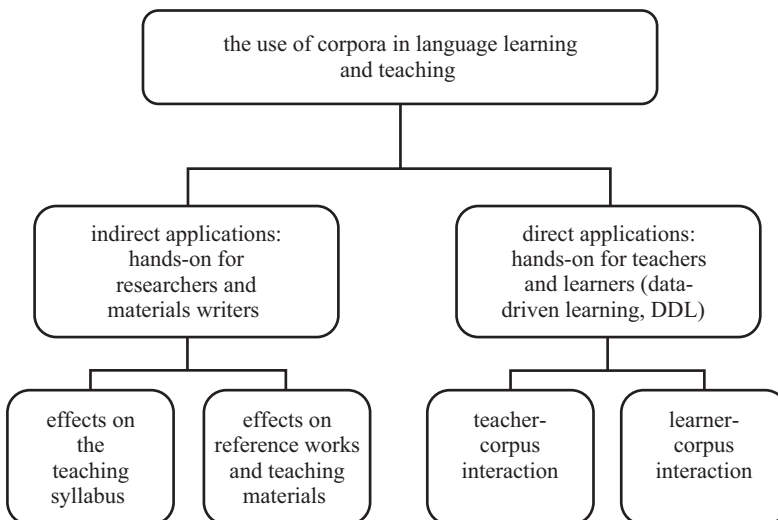 the use of corpora in language learning
and teaching
indirect applications:
hands-on for
researchers and
materials writers
direct applications:
hands-on for teachers
and learners (data-
driven learning, DDL)
effects on
the
teaching
syllabus
effects on
reference works
and teaching
materials
teacher-
corpus
interaction
learner-
corpus
interaction